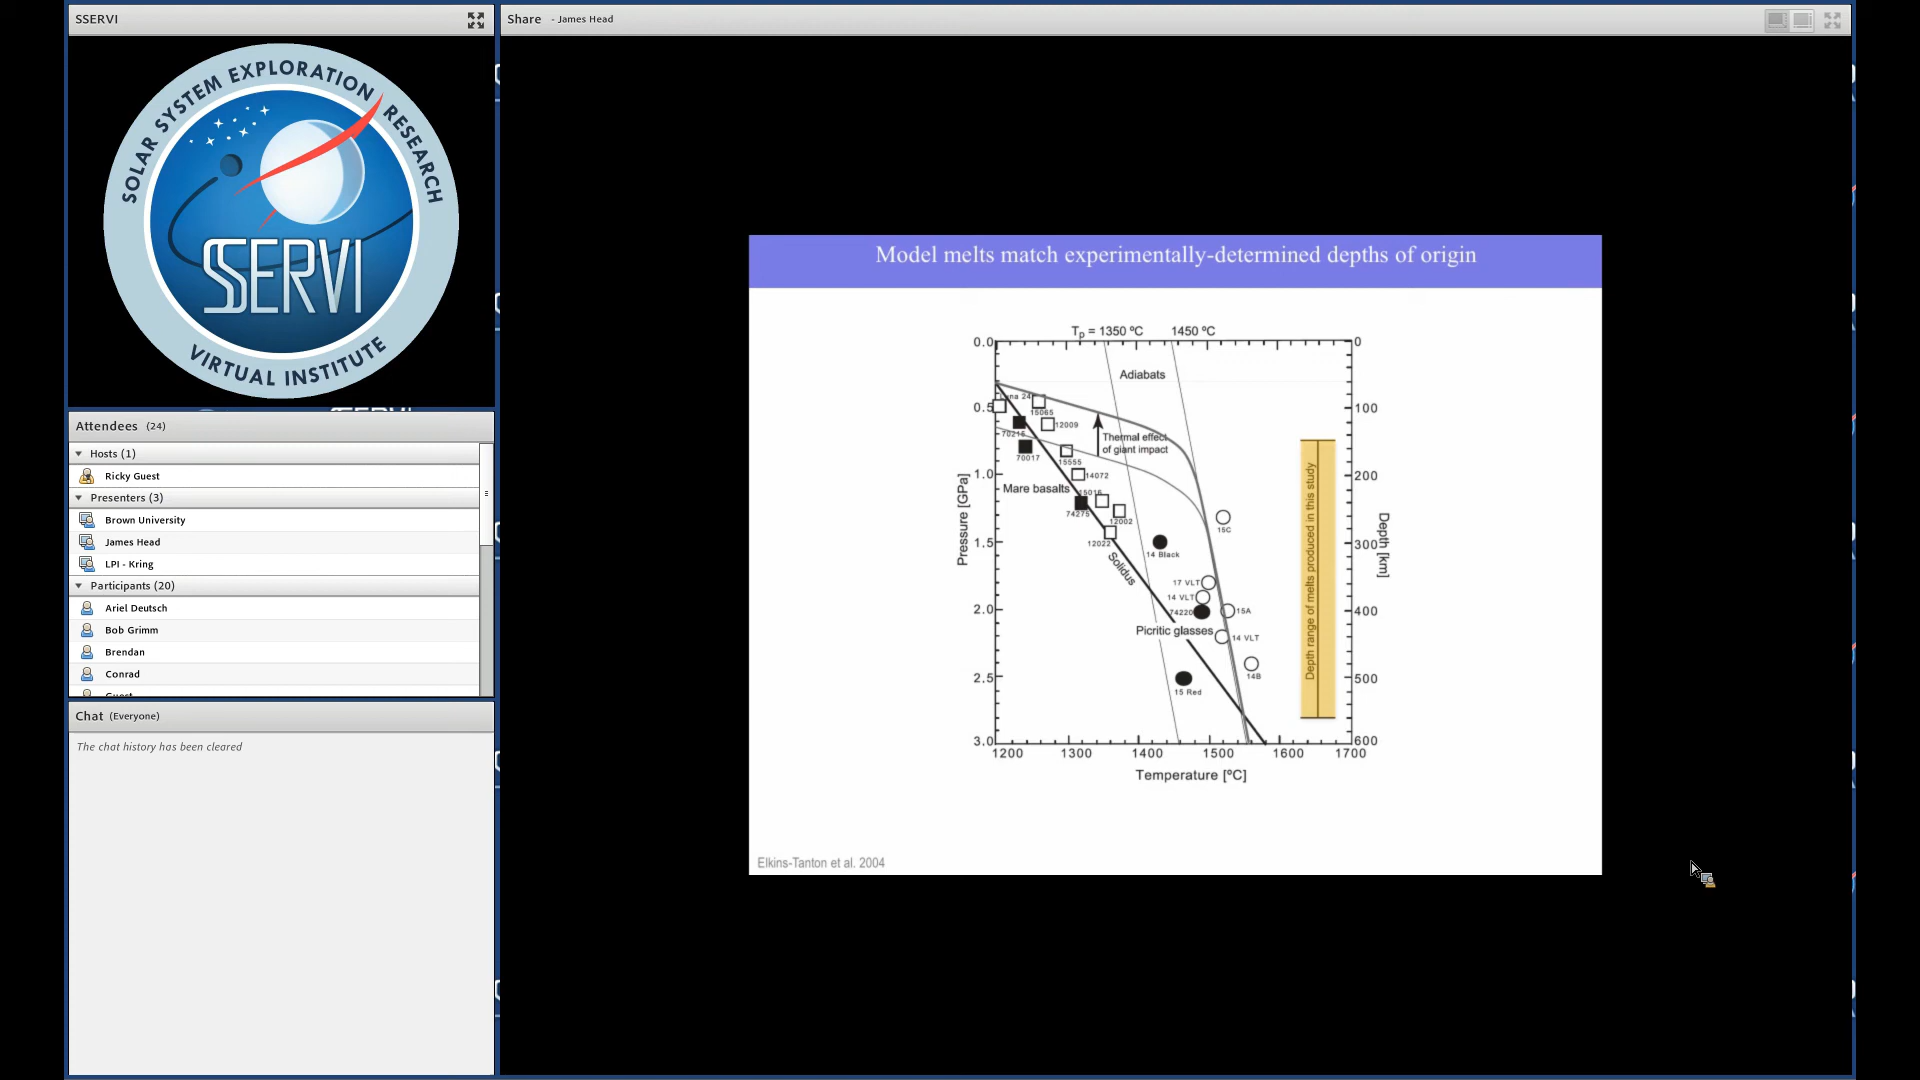 SSERVI
SOLAR SYSTEM EXPLORATION RESEARCH
SSERVI
VIRTUAL INSTITUTE
Attendees (24)
Hosts (1)
Ricky Guest
Presenters (3)
Brown University
James Head
LPI - Kring
Participants (20)
Ariel Deutsch
Bob Grimm
Brendan
Conrad
Guest
Chat (Everyone)
The chat history has been cleared
Share - James Head
Model melts match experimentally-determined depths of origin
Tp = 1350 ºC 1450 ºC
0.0 0
Adiabats
0.5 100
15065
12009
70215
Thermal effect
of giant impact
70017
15555
1.0 200
14072
Mare basalts
15016
74275
12002
15C
1.5 300
12022
14 Black
Solidus
17 VLT
14 VLT
2.0 400
74220
15A
Picritic glasses
14 VLT
14B
2.5 500
15 Red
3.0 600
1200 1300 1400 1500 1600 1700
Temperature [ºC]
Pressure [GPa]
Depth [km]
Depth range of melts produced in this study
Elkins-Tanton et al. 2004